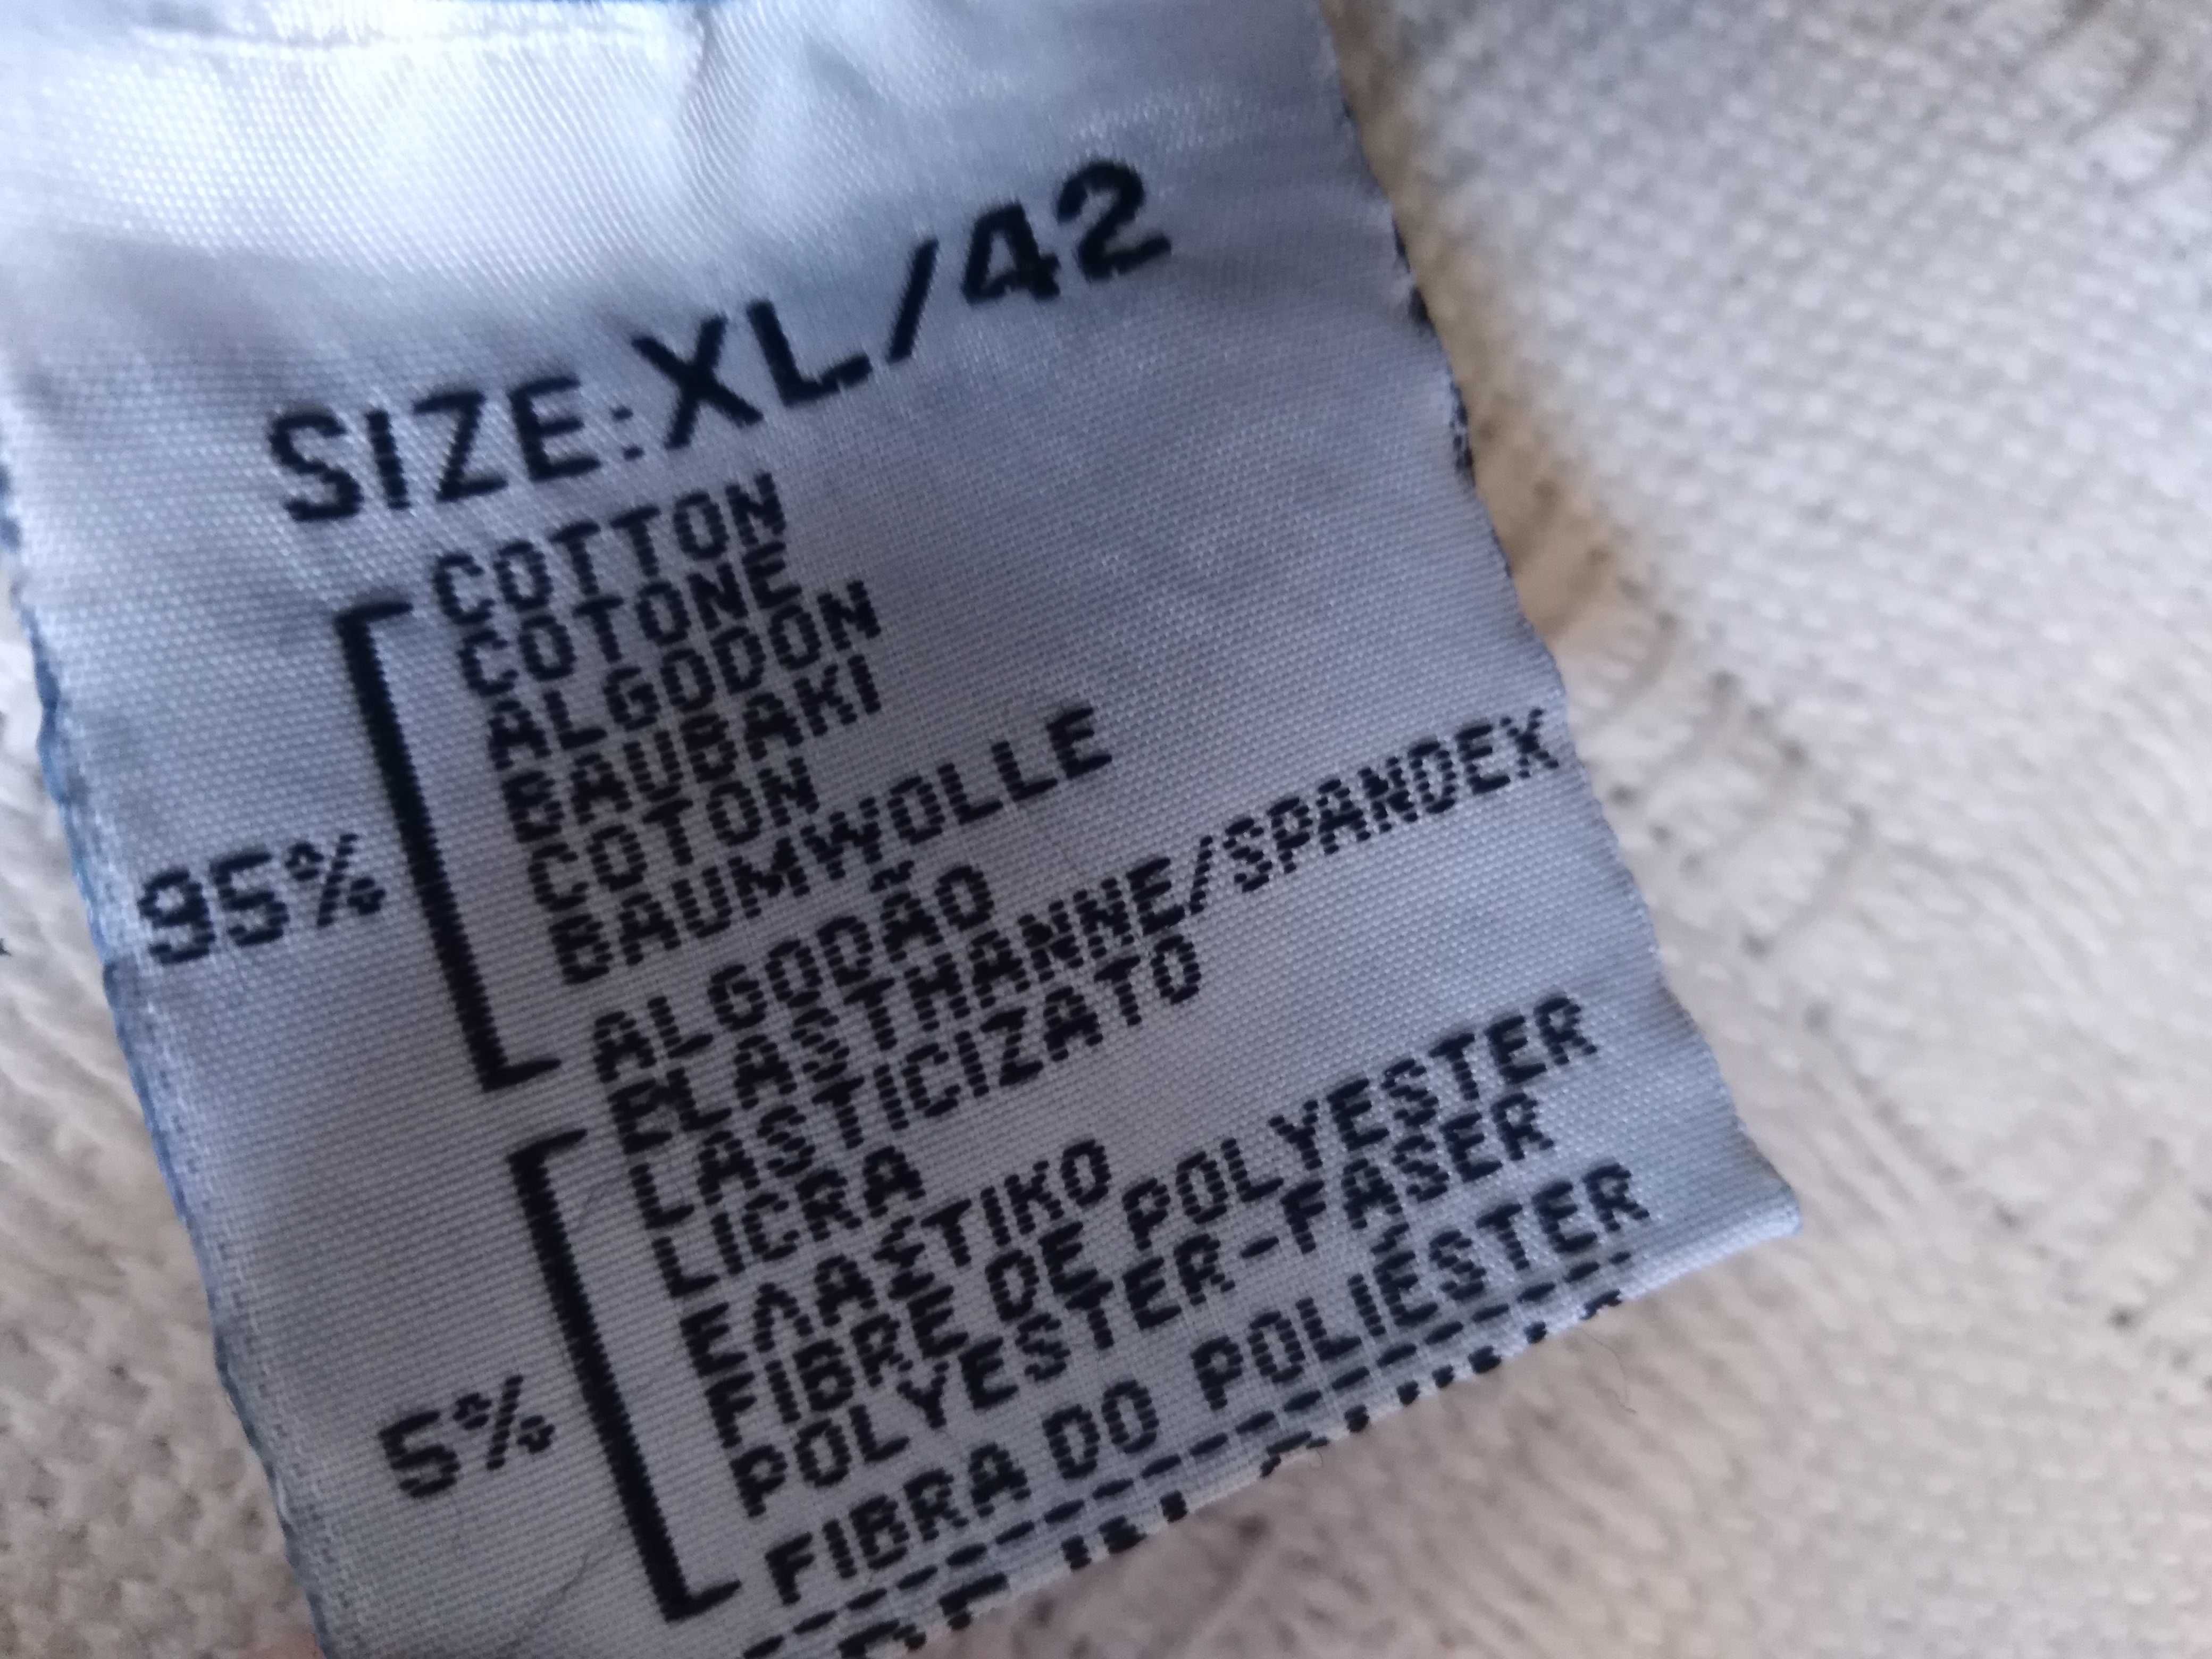 SIZE:XL/42
95%
COTTON
COTONE
ALGODON
BAUBAKI
COTON
BAUMWOLLE
ALGODÃO
5%
ELASTHANNE/SPANDEX
LASTICIZATO
LICRA
ΕΛΑΣΤΙΚΟ
FIBRE DE POLYESTER
POLYESTER-FASER
FIBRA DO POLIÉSTER